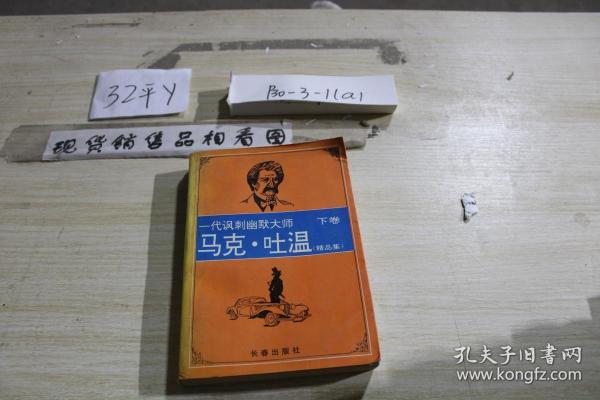 32平Y
B30-3-1(a)
现货销售品相看图
一代讽刺幽默大师 下卷
马克·吐温(精品集)
长春出版社
孔夫子旧书网
www.kongfz.com